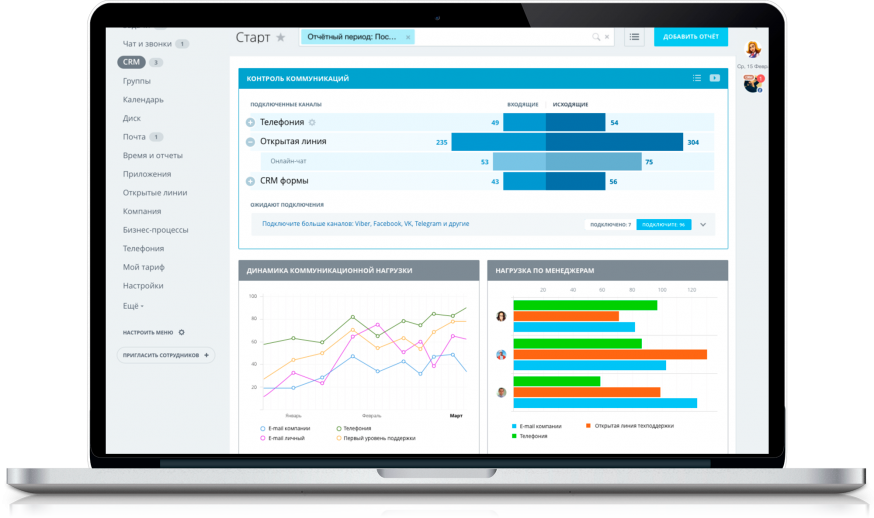 Чат и звонки 1
CRM 3
Группы
Календарь
Диск
Почта 1
Время и отчеты
Приложения
Открытые линии
Компания
Бизнес-процессы
Телефония
Мой тариф
Настройки
Ещё
НАСТРОИТЬ МЕНЮ
ПРИГЛАСИТЬ СОТРУДНИКОВ +
Старт
Отчётный период: Пос... ×
ДОБАВИТЬ ОТЧЁТ
Ср, 15 Февр
КОНТРОЛЬ КОММУНИКАЦИЙ
ПОДКЛЮЧЕННЫЕ КАНАЛЫ ВХОДЯЩИЕ ИСХОДЯЩИЕ
Телефония 49 54
Открытая линия 235 304
Онлайн-чат 53 75
CRM формы 43 56
ОЖИДАЮТ ПОДКЛЮЧЕНИЯ
Подключите больше каналов: Viber, Facebook, VK, Telegram и другие ПОДКЛЮЧЕНО: 7 ПОДКЛЮЧИТЕ 96
ДИНАМИКА КОММУНИКАЦИОННОЙ НАГРУЗКИ
100
80
60
40
20
Январь Февраль Март
E-mail компании Телефония
E-mail личный Первый уровень поддержки
НАГРУЗКА ПО МЕНЕДЖЕРАМ
20 40 60 80 100 120
E-mail компании Открытая линия техподдержки
Телефония